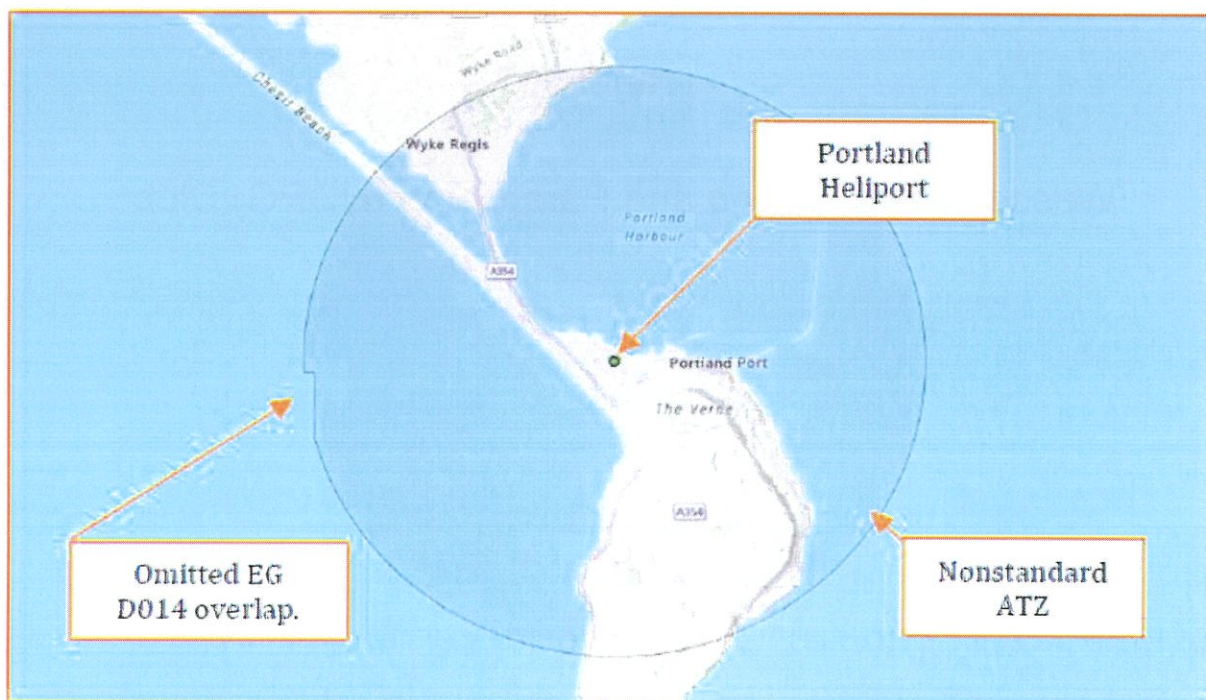 Wyke Road
Chesil Beach
Wyke Regis
Portland
Heliport
Portland
Harbour
A354
Portland Port
The Verne
A354
Omitted EG
D014 overlap.
Nonstandard
ATZ